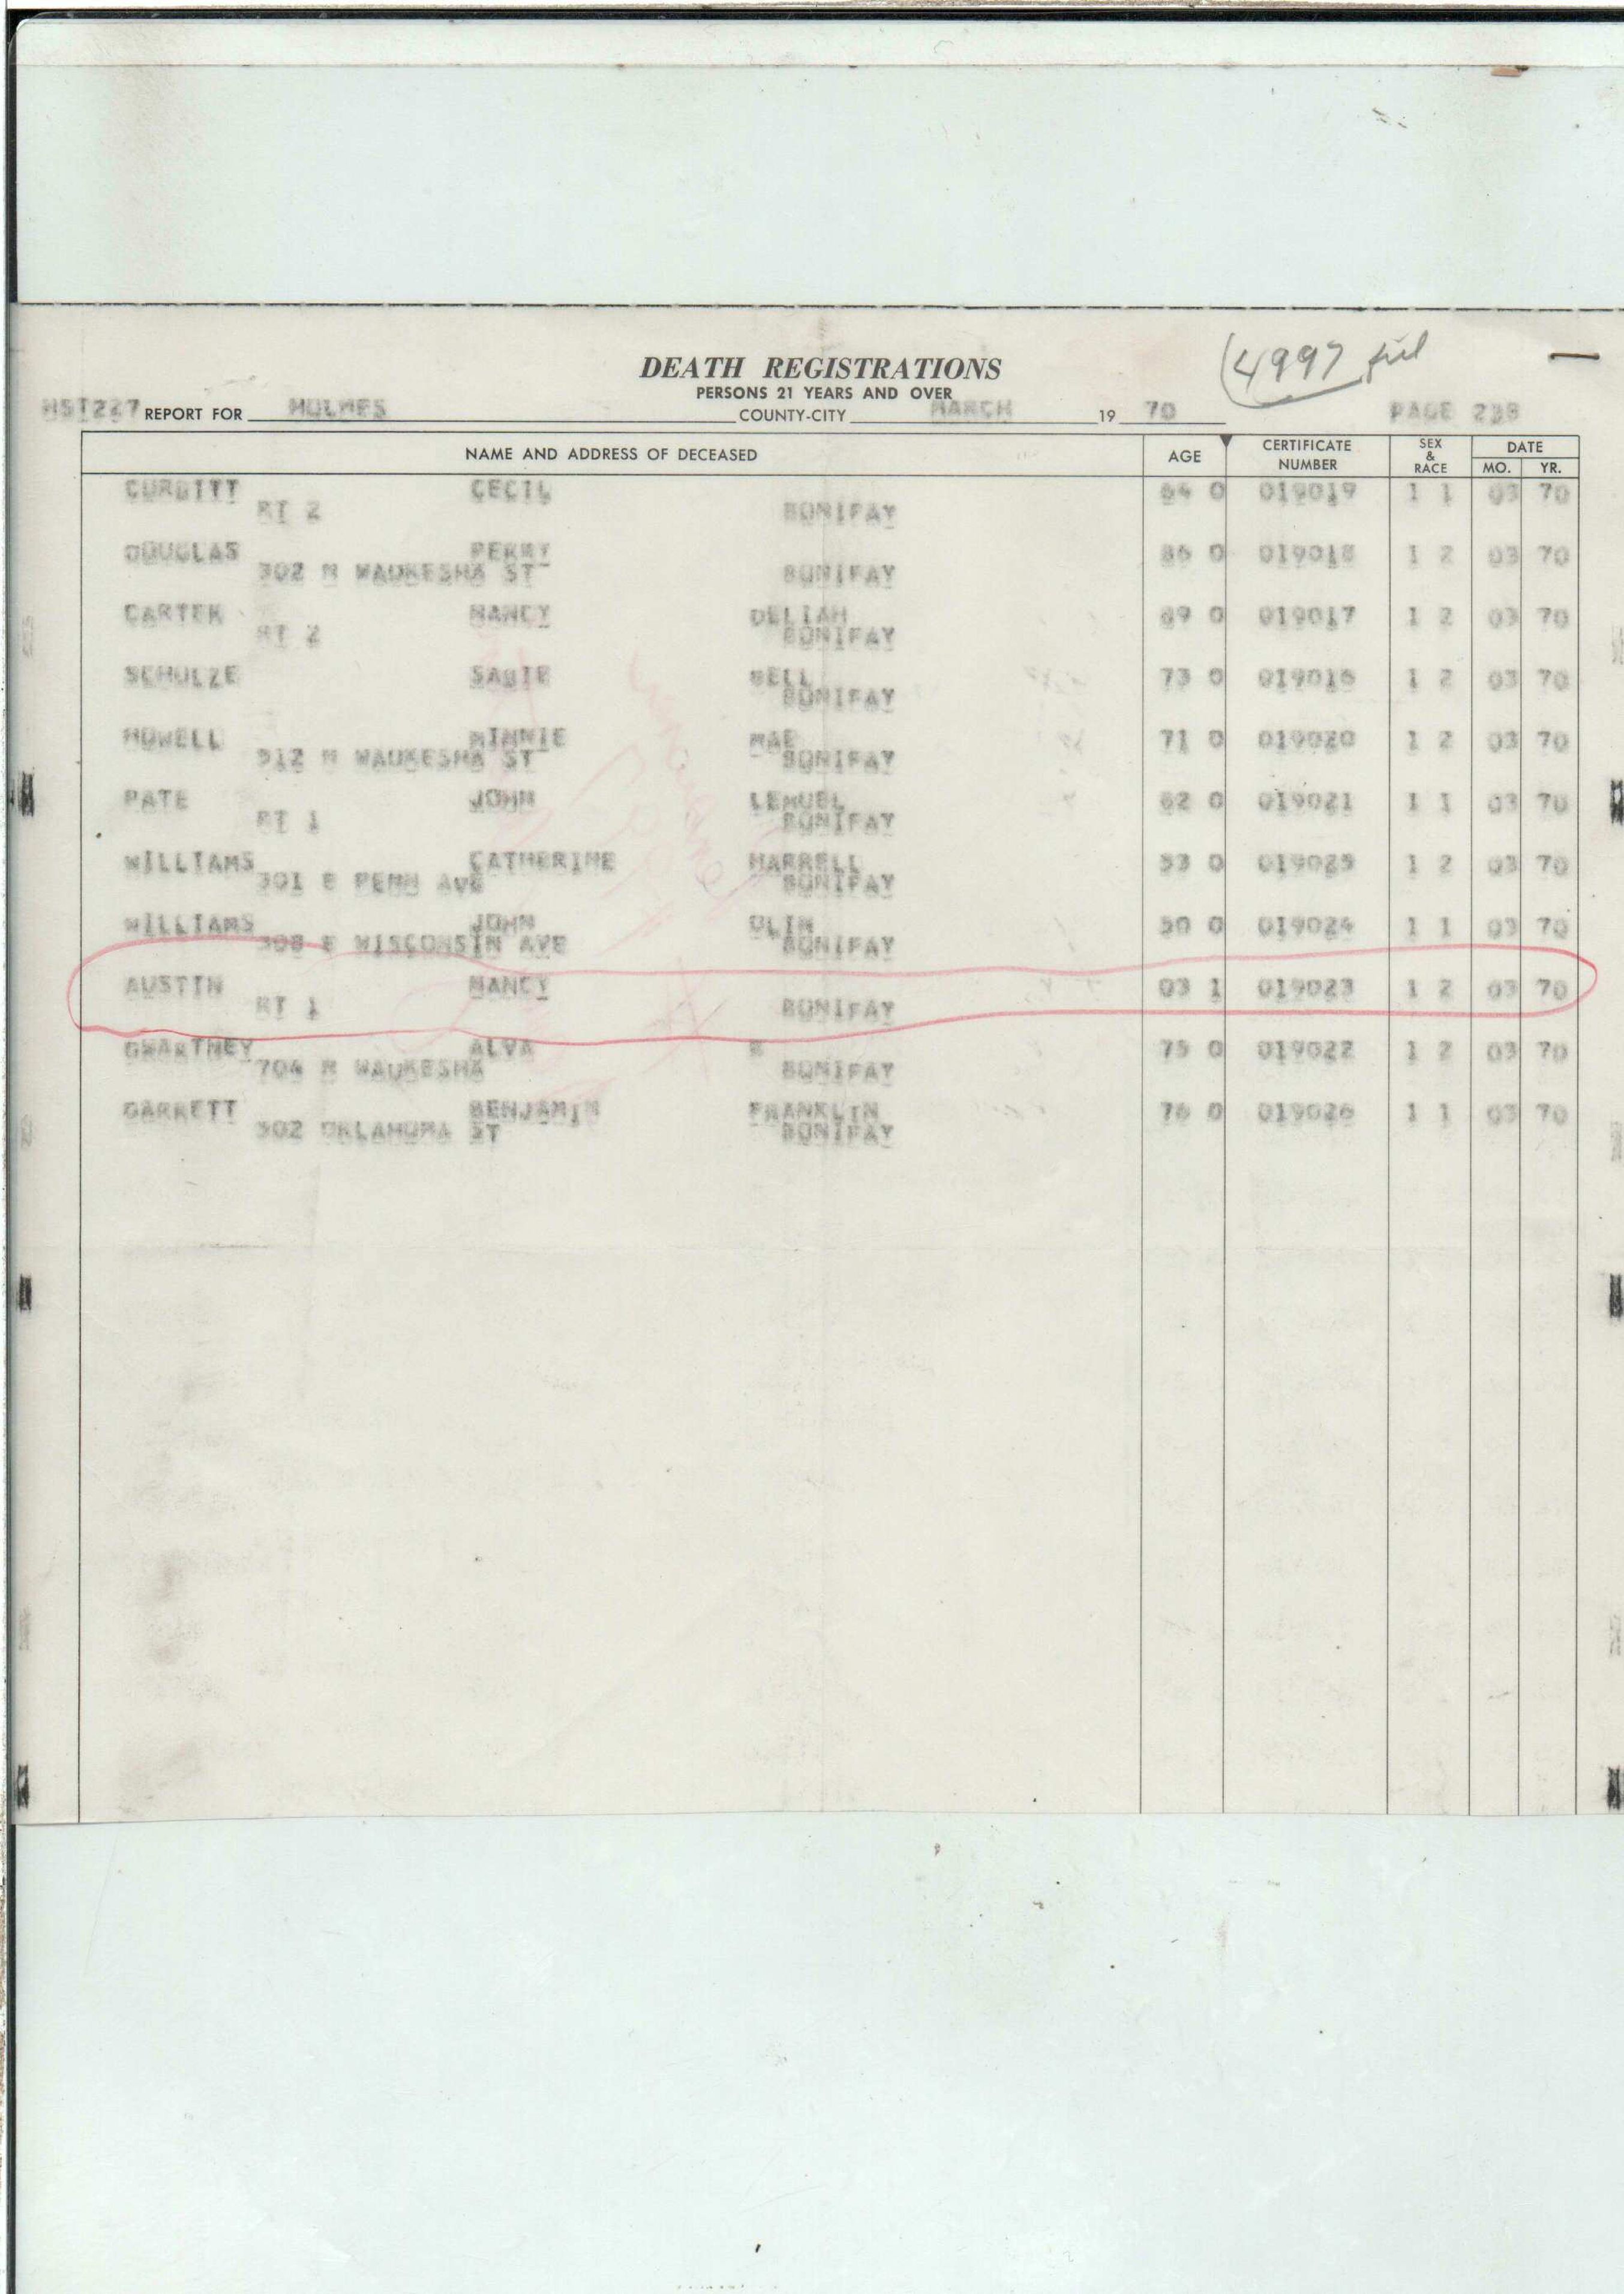 DEATH REGISTRATIONS
4997
PERSONS 21 YEARS AND OVER
HST227 REPORT FOR HOLMES COUNTY-CITY MARCH 19 70 PAGE 238
NAME AND ADDRESS OF DECEASED AGE CERTIFICATE NUMBER SEX & RACE DATE MO. YR.
CORBITT CECIL 64 0 019019 1 1 03 70
RT 2 BONIFAY
DOUGLAS PERRY 86 0 019018 1 2 03 70
302 N WAUKESHA ST BONIFAY
CARTER NANCY DELIAH 89 0 019017 1 2 03 70
RT 2 BONIFAY
SCHULZE SADIE BELL 73 0 019016 1 2 03 70
BONIFAY
HOWELL MINNIE MAE 71 0 019020 1 2 03 70
912 N WAUKESHA ST BONIFAY
PATE JOHN LEMUEL 62 0 019021 1 1 03 70
RT 1 BONIFAY
WILLIAMS CATHERINE HARRELL 53 0 019025 1 2 03 70
301 E PENN AVE BONIFAY
WILLIAMS JOHN OLIN 50 0 019024 1 1 03 70
308 E WISCONSIN AVE BONIFAY
AUSTIN NANCY 03 1 019023 1 2 03 70
RT 1 BONIFAY
GWARTNEY ALVA 75 0 019022 1 2 03 70
704 N WAUKESHA BONIFAY
GARRETT BENJAMIN FRANKLIN 76 0 019026 1 1 03 70
302 OKLAHOMA ST BONIFAY